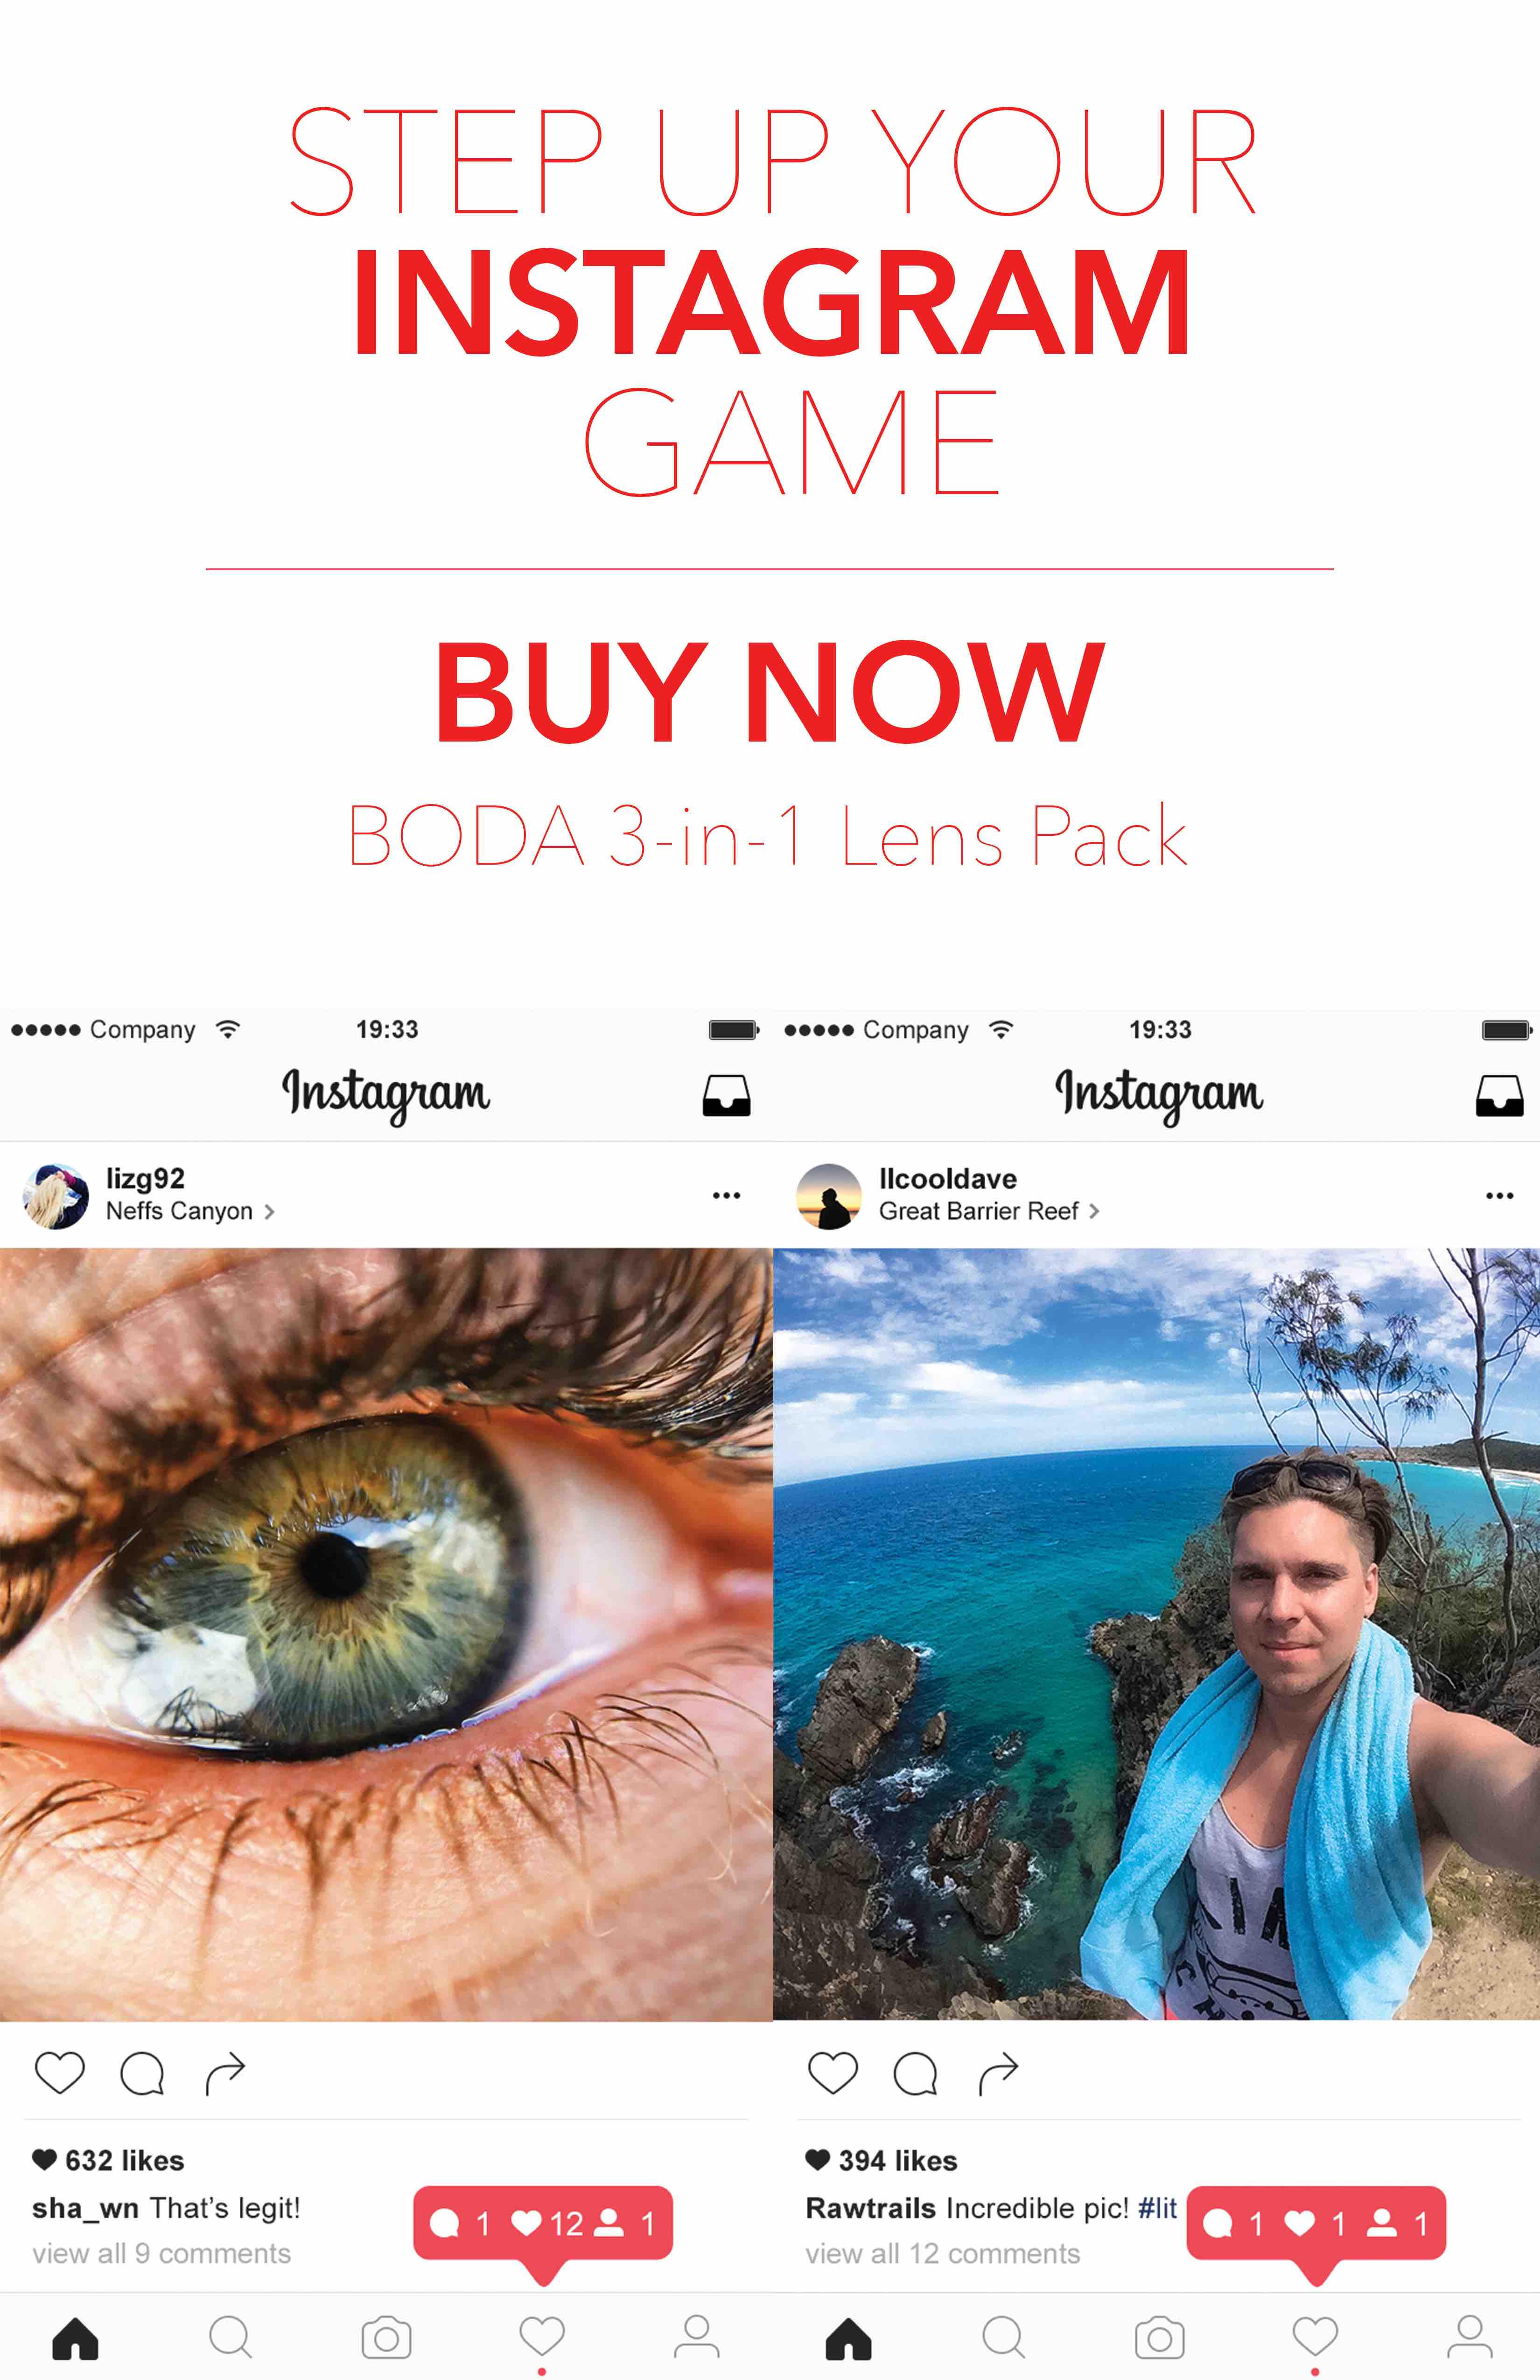 STEP UP YOUR
INSTAGRAM
GAME
BUY NOW
BODA 3-in-1 Lens Pack
Company 19:33
Instagram
lizg92
Neffs Canyon >
632 likes
sha_wn That's legit!
1 12 1
view all 9 comments
Company 19:33
Instagram
llcooldave
Great Barrier Reef >
394 likes
Rawtrails Incredible pic! #lit
1 1 1
view all 12 comments